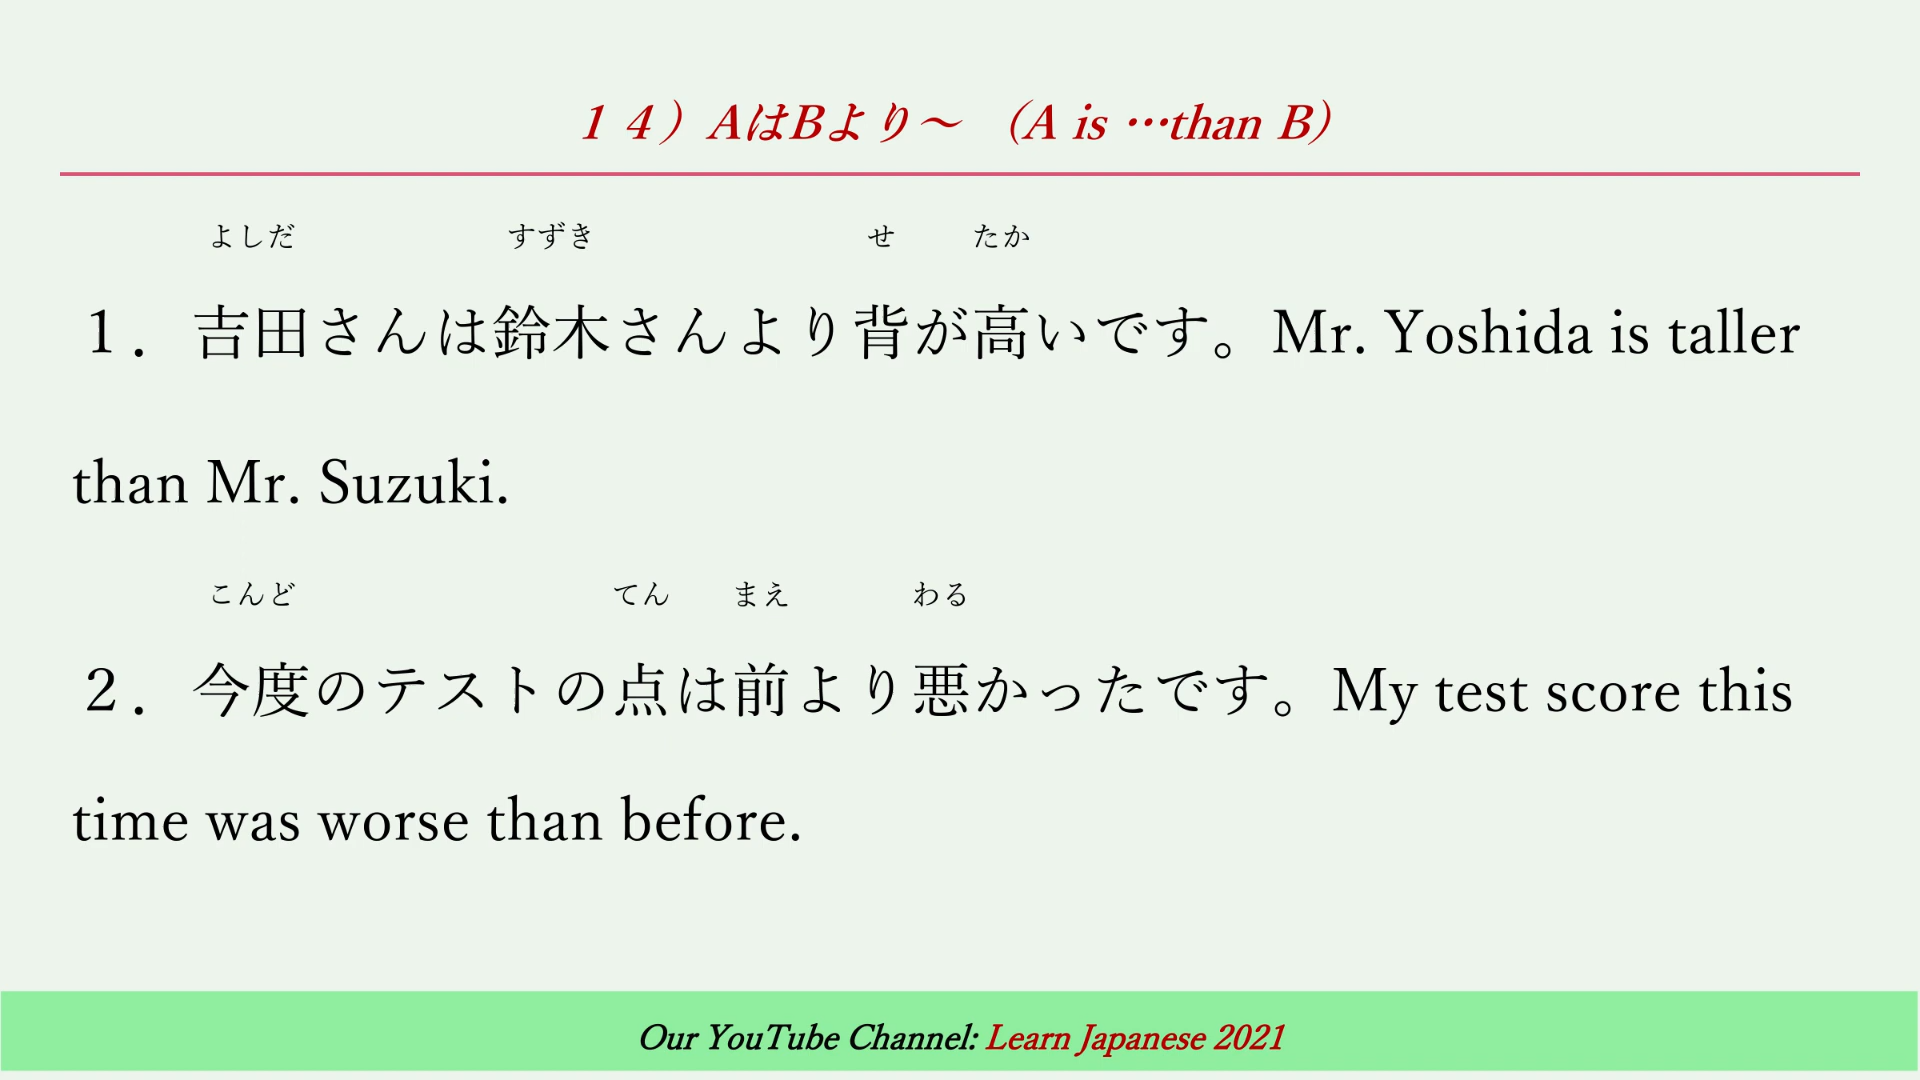 １４）AはBより～ （A is …than B）
よしだ すずき せ たか
１．吉田さんは鈴木さんより背が高いです。Mr. Yoshida is taller
than Mr. Suzuki.
こんど てん まえ わる
２．今度のテストの点は前より悪かったです。My test score this
time was worse than before.
Our YouTube Channel: Learn Japanese 2021